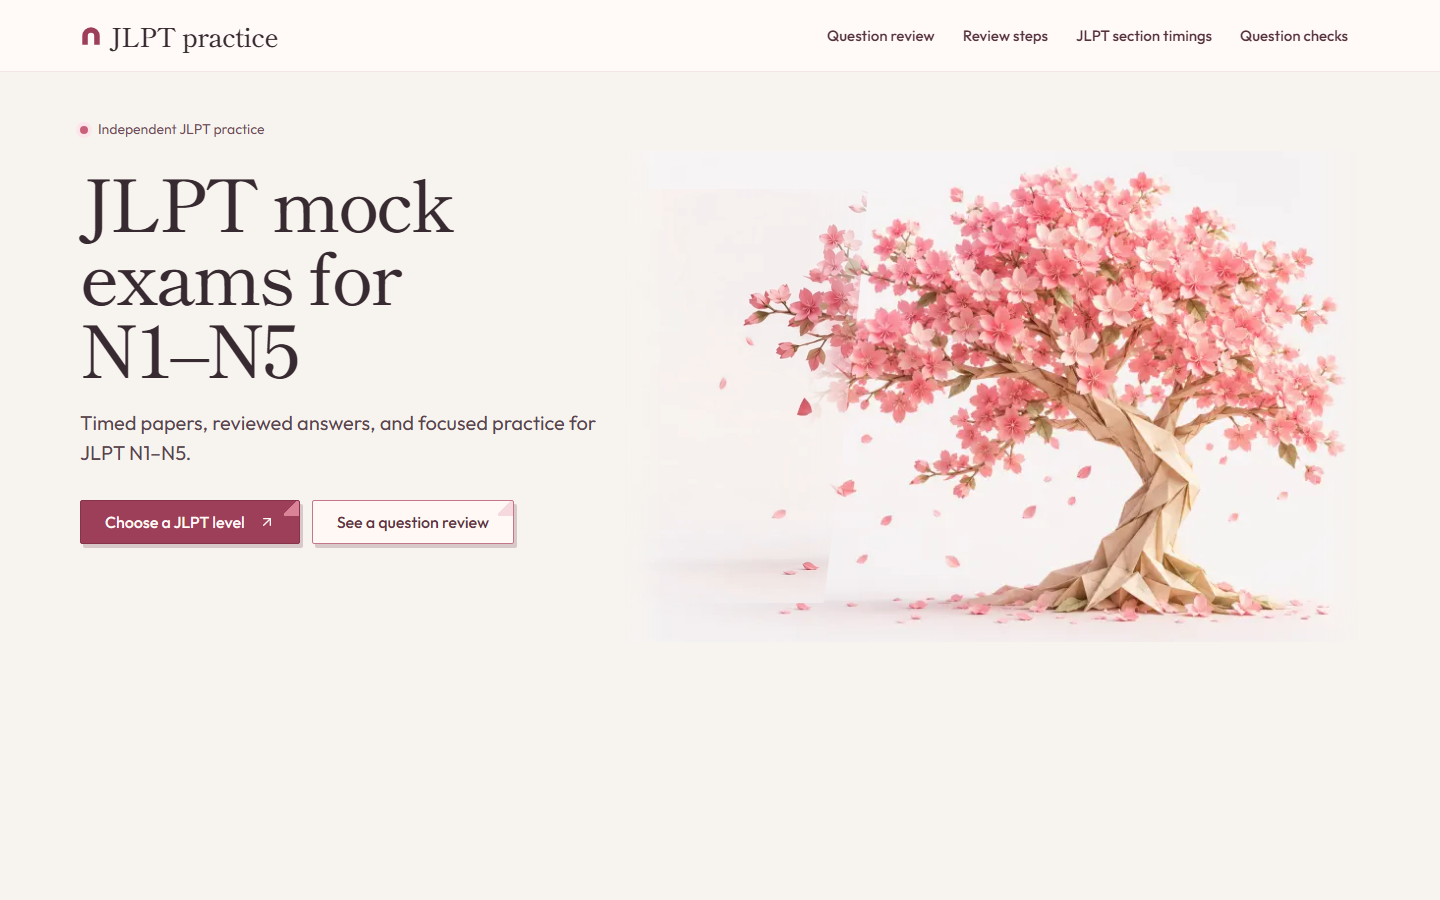 JLPT practice
Question review
Review steps
JLPT section timings
Question checks
Independent JLPT practice
JLPT mock
exams for
N1–N5
Timed papers, reviewed answers, and focused practice for
JLPT N1–N5.
Choose a JLPT level
See a question review